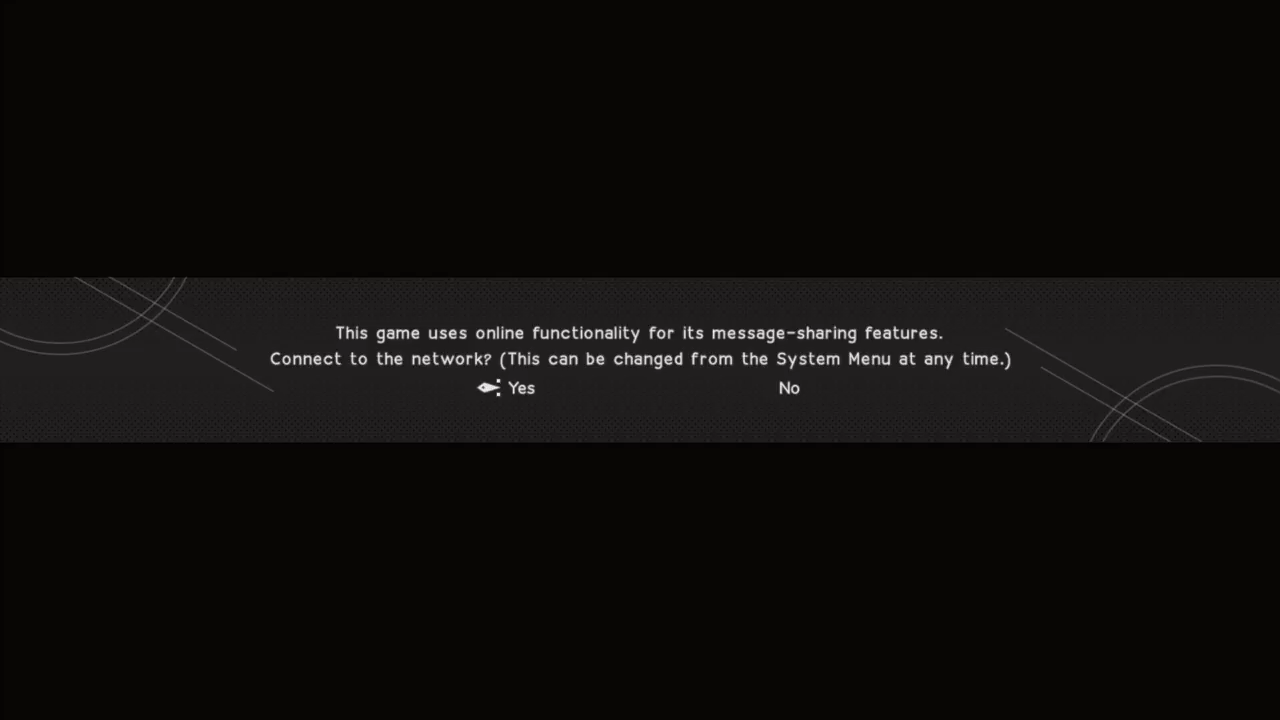 This game uses online functionality for its message-sharing features.
Connect to the network? (This can be changed from the System Menu at any time.)
Yes No